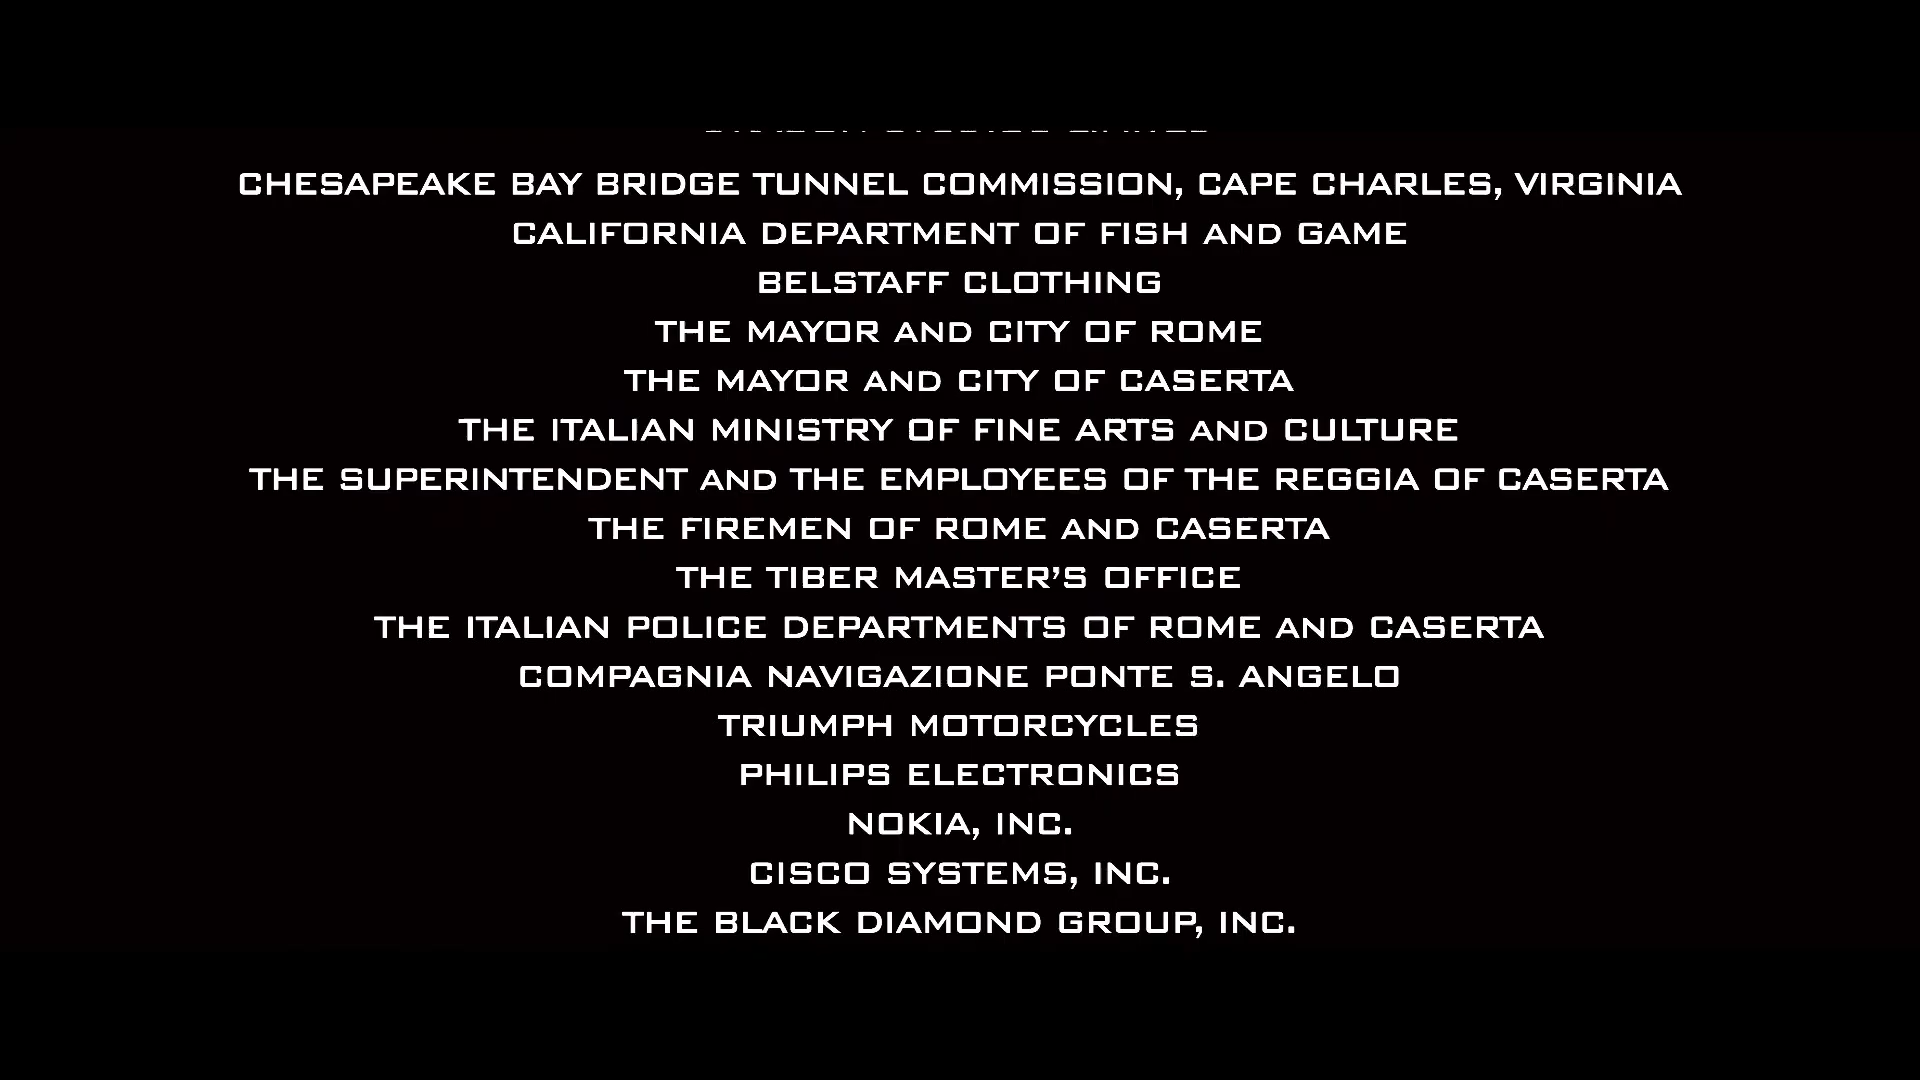 CHESAPEAKE BAY BRIDGE TUNNEL COMMISSION, CAPE CHARLES, VIRGINIA
CALIFORNIA DEPARTMENT OF FISH AND GAME
BELSTAFF CLOTHING
THE MAYOR AND CITY OF ROME
THE MAYOR AND CITY OF CASERTA
THE ITALIAN MINISTRY OF FINE ARTS AND CULTURE
THE SUPERINTENDENT AND THE EMPLOYEES OF THE REGGIA OF CASERTA
THE FIREMEN OF ROME AND CASERTA
THE TIBER MASTER’S OFFICE
THE ITALIAN POLICE DEPARTMENTS OF ROME AND CASERTA
COMPAGNIA NAVIGAZIONE PONTE S. ANGELO
TRIUMPH MOTORCYCLES
PHILIPS ELECTRONICS
NOKIA, INC.
CISCO SYSTEMS, INC.
THE BLACK DIAMOND GROUP, INC.